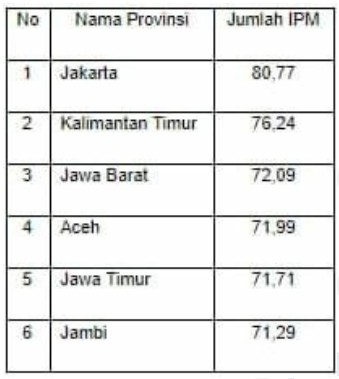 No Nama Provinsi Jumlah IPM
1 Jakarta 80,77
2 Kalimantan Timur 76,24
3 Jawa Barat 72,09
4 Aceh 71,99
5 Jawa Timur 71,71
6 Jambi 71,29